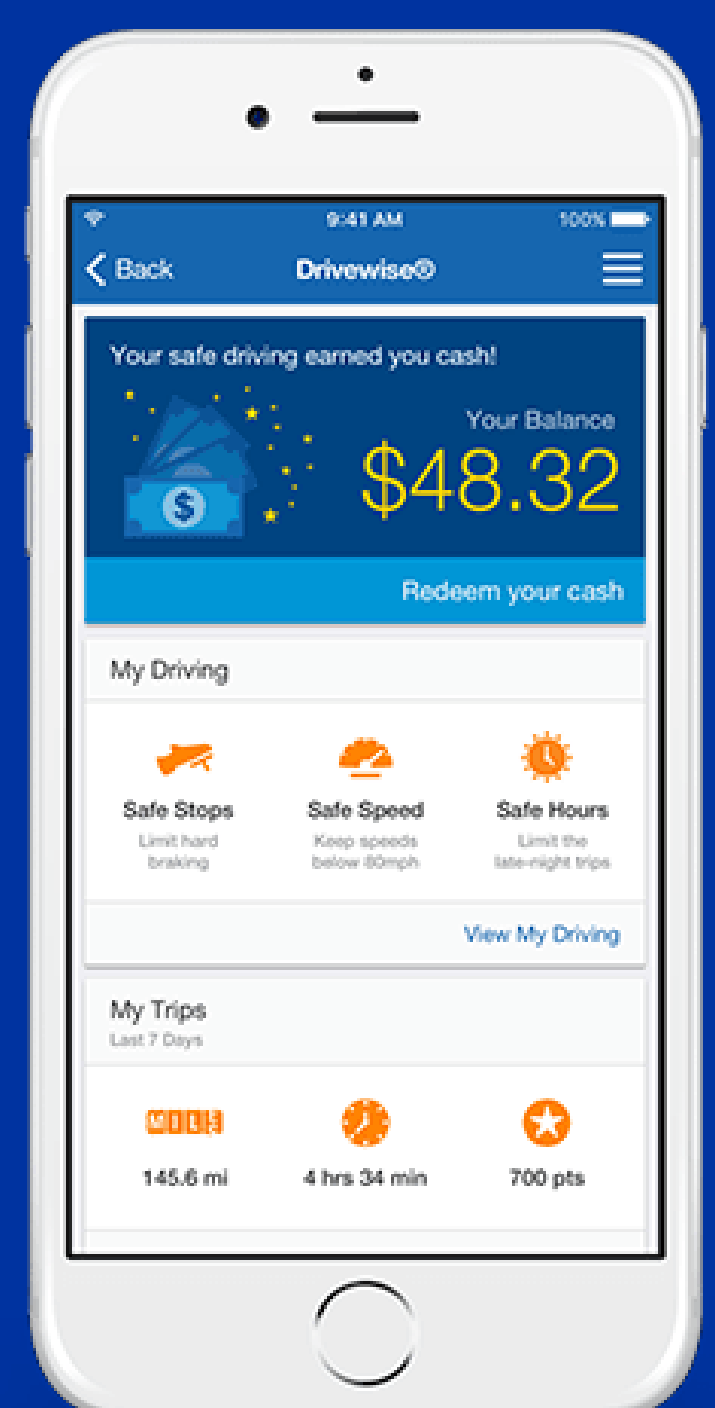 9:41 AM 100%
Back Drivewise®
Your safe driving earned you cash!
Your Balance
$48.32
$
Redeem your cash
My Driving
Safe Stops Safe Speed Safe Hours
Limit hard Keep speeds Limit the
braking below 80mph late-night trips
View My Driving
My Trips
Last 7 Days
145.6 mi 4 hrs 34 min 700 pts